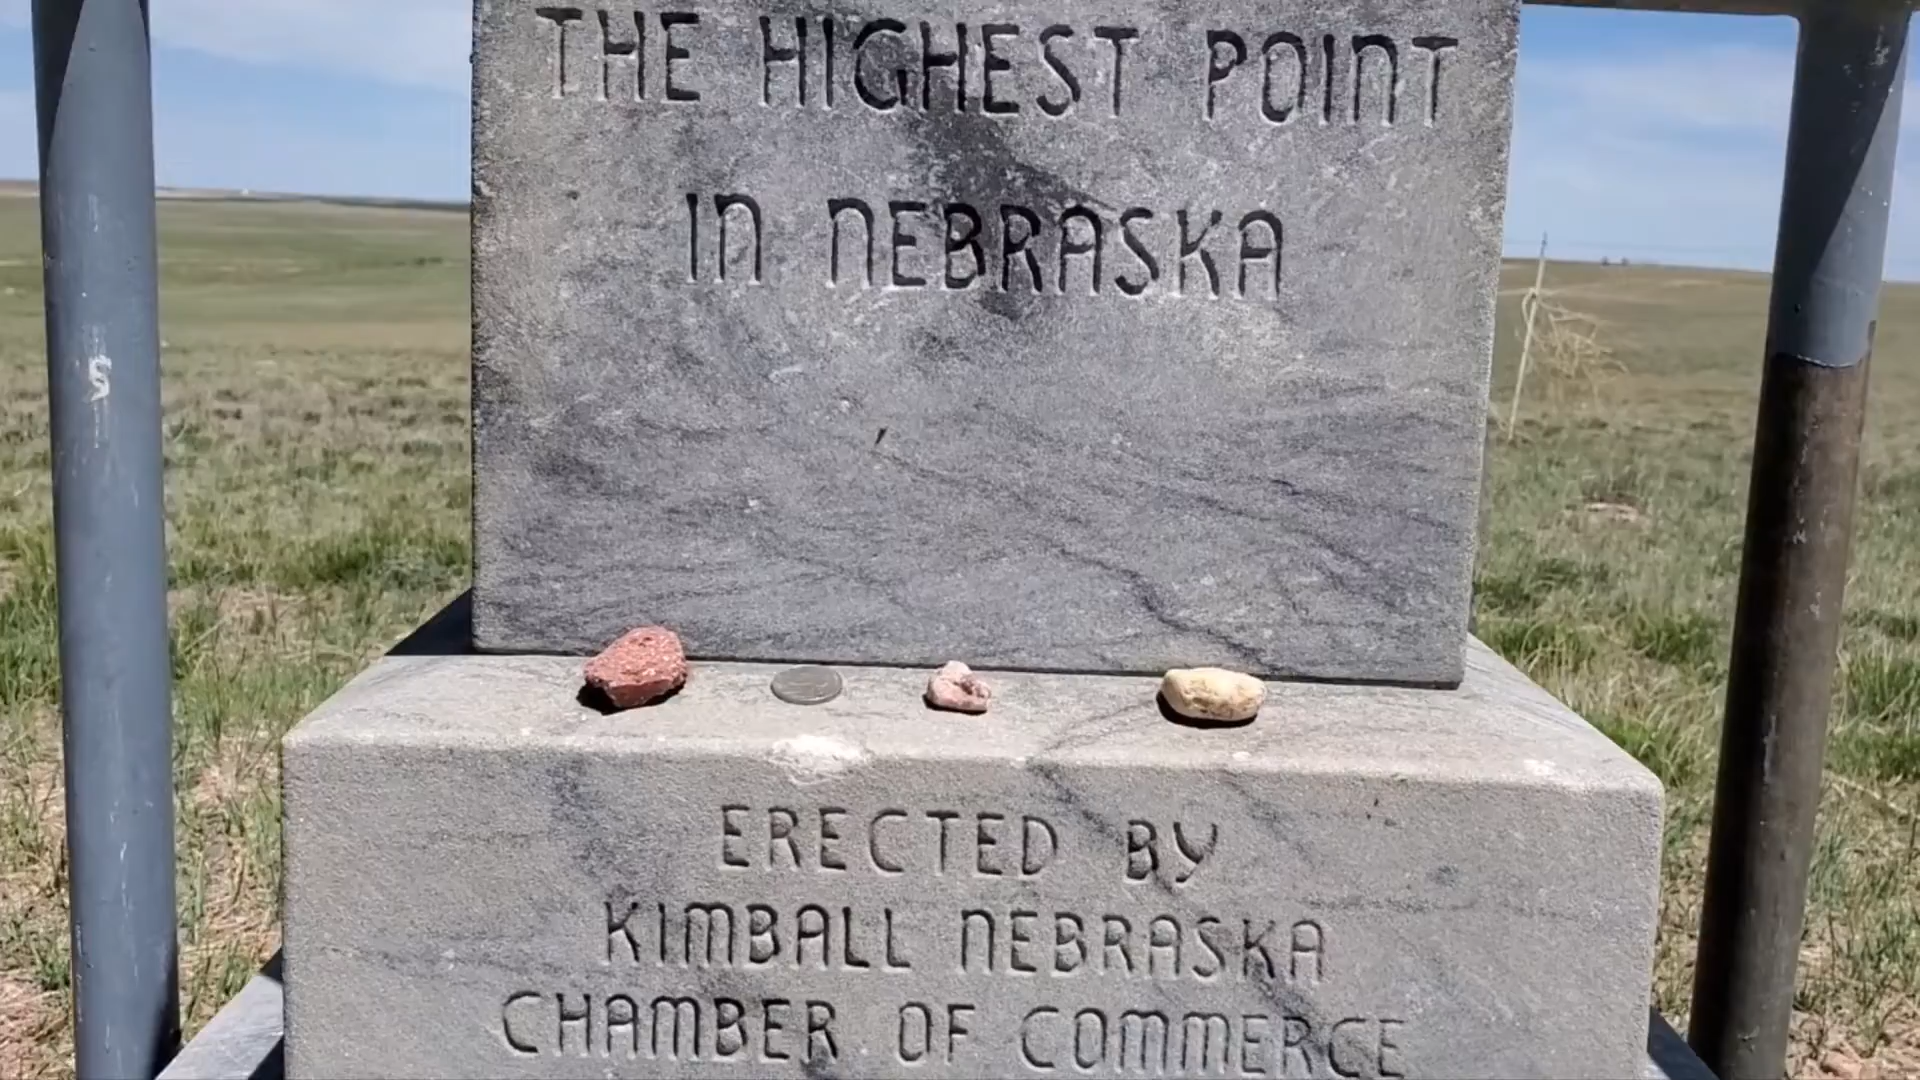 THE HIGHEST POINT
IN NEBRASKA
ERECTED BY
KIMBALL NEBRASKA
CHAMBER OF COMMERCE